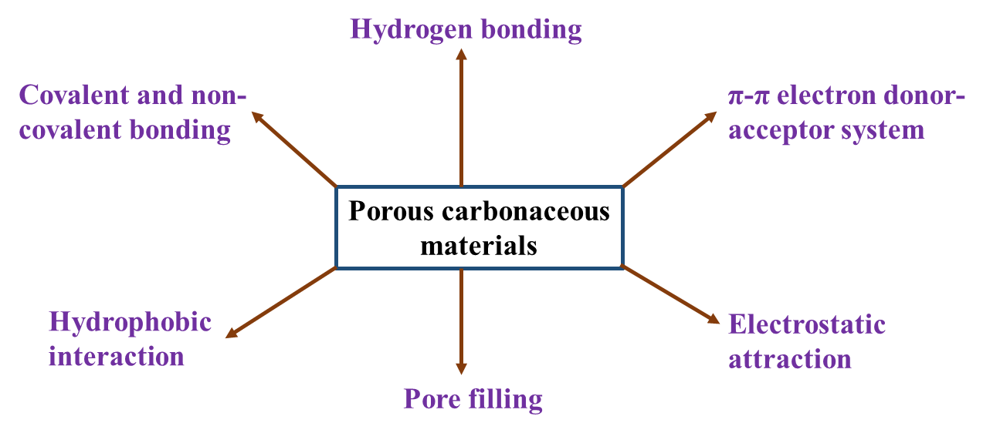 Hydrogen bonding
Covalent and non-
covalent bonding
π-π electron donor-
acceptor system
Porous carbonaceous
materials
Hydrophobic
interaction
Electrostatic
attraction
Pore filling